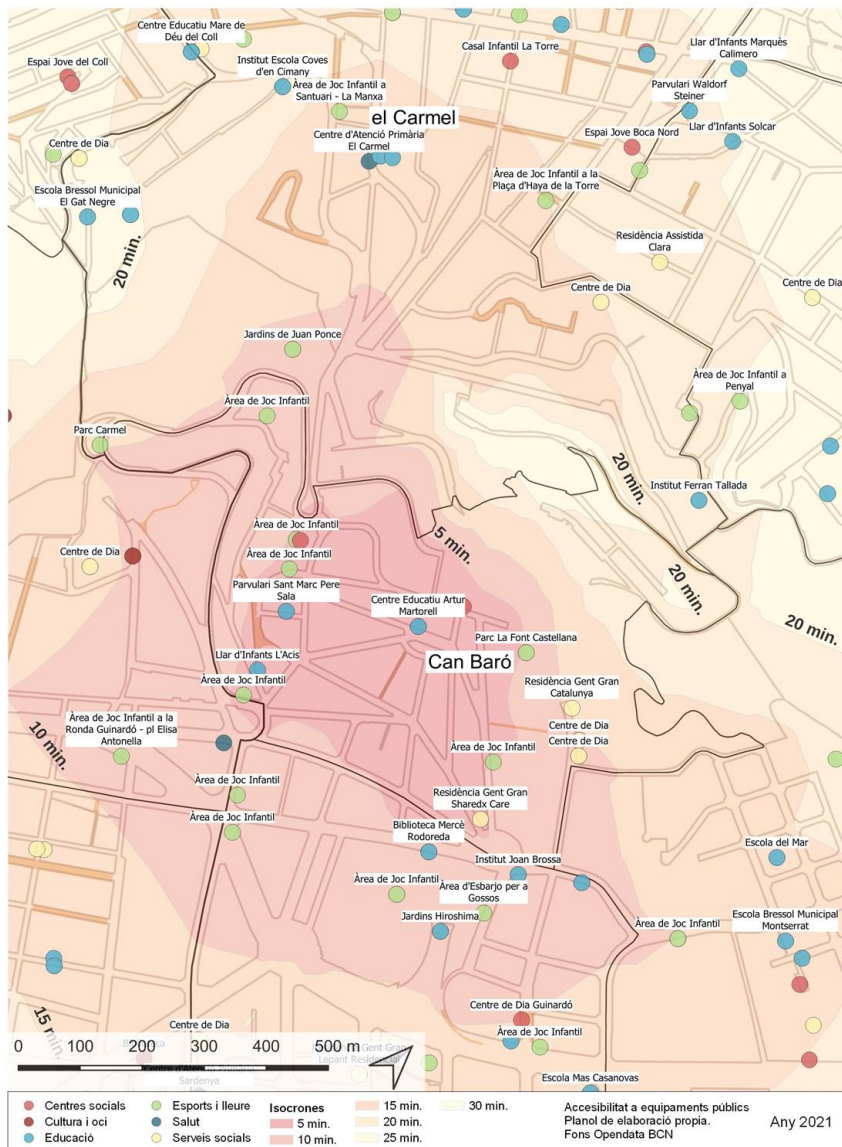 Centre Educatiu Mare de
Déu del Coll
Espai Jove del Coll
Institut Escola Coves
d'en Cimany
Casal Infantil La Torre
Llar d'Infants Marquès
Calimero
Àrea de Joc Infantil a
Santuari - La Manxa
Parvulari Waldorf
Steiner
el Carmel
Centre d'Atenció Primària
El Carmel
Llar d'Infants Solcar
Espai Jove Boca Nord
Centre de Dia
Àrea de Joc Infantil a la
Plaça d'Haya de la Torre
Escola Bressol Municipal
El Gat Negre
20 min.
Residència Assistida
Clara
Centre de Dia
Centre de Dia
Jardins de Juan Ponce
Àrea de Joc Infantil a
Penyal
Àrea de Joc Infantil
Parc Carmel
20 min.
Institut Ferran Tallada
Àrea de Joc Infantil
5 min.
Centre de Dia
Àrea de Joc Infantil
Parvulari Sant Marc Pere
Sala
Centre Educatiu Artur
Martorell
20 min.
20 min.
Parc La Font Castellana
Can Baró
Llar d'Infants L'Acis
Àrea de Joc Infantil
Residència Gent Gran
Catalunya
10 min.
Àrea de Joc Infantil a la
Ronda Guinardó - pl Elisa
Antonella
Centre de Dia
Centre de Dia
Àrea de Joc Infantil
Àrea de Joc Infantil
Residència Gent Gran
Sharedx Care
Àrea de Joc Infantil
Biblioteca Mercè
Rodoreda
Escola del Mar
Institut Joan Brossa
Àrea de Joc Infantil
Àrea d'Esbarjo per a
Gossos
Jardins Hiroshima
Àrea de Joc Infantil
Escola Bressol Municipal
Montserrat
15 min.
Centre de Dia
Centre de Dia Guinardó
Àrea de Joc Infantil
0 100 200 300 400 500 m
Gent Gran
Lepant Residencial
Centre d'Atenció Primària
Sardenya
Escola Mas Casanovas
Centres socials
Cultura i oci
Educació
Esports i lleure
Salut
Serveis socials
Isocrones
5 min.
10 min.
15 min.
20 min.
25 min.
30 min.
Accesibilitat a equipaments públics
Planol de elaboració propia.
Fons Opendata BCN
Any 2021